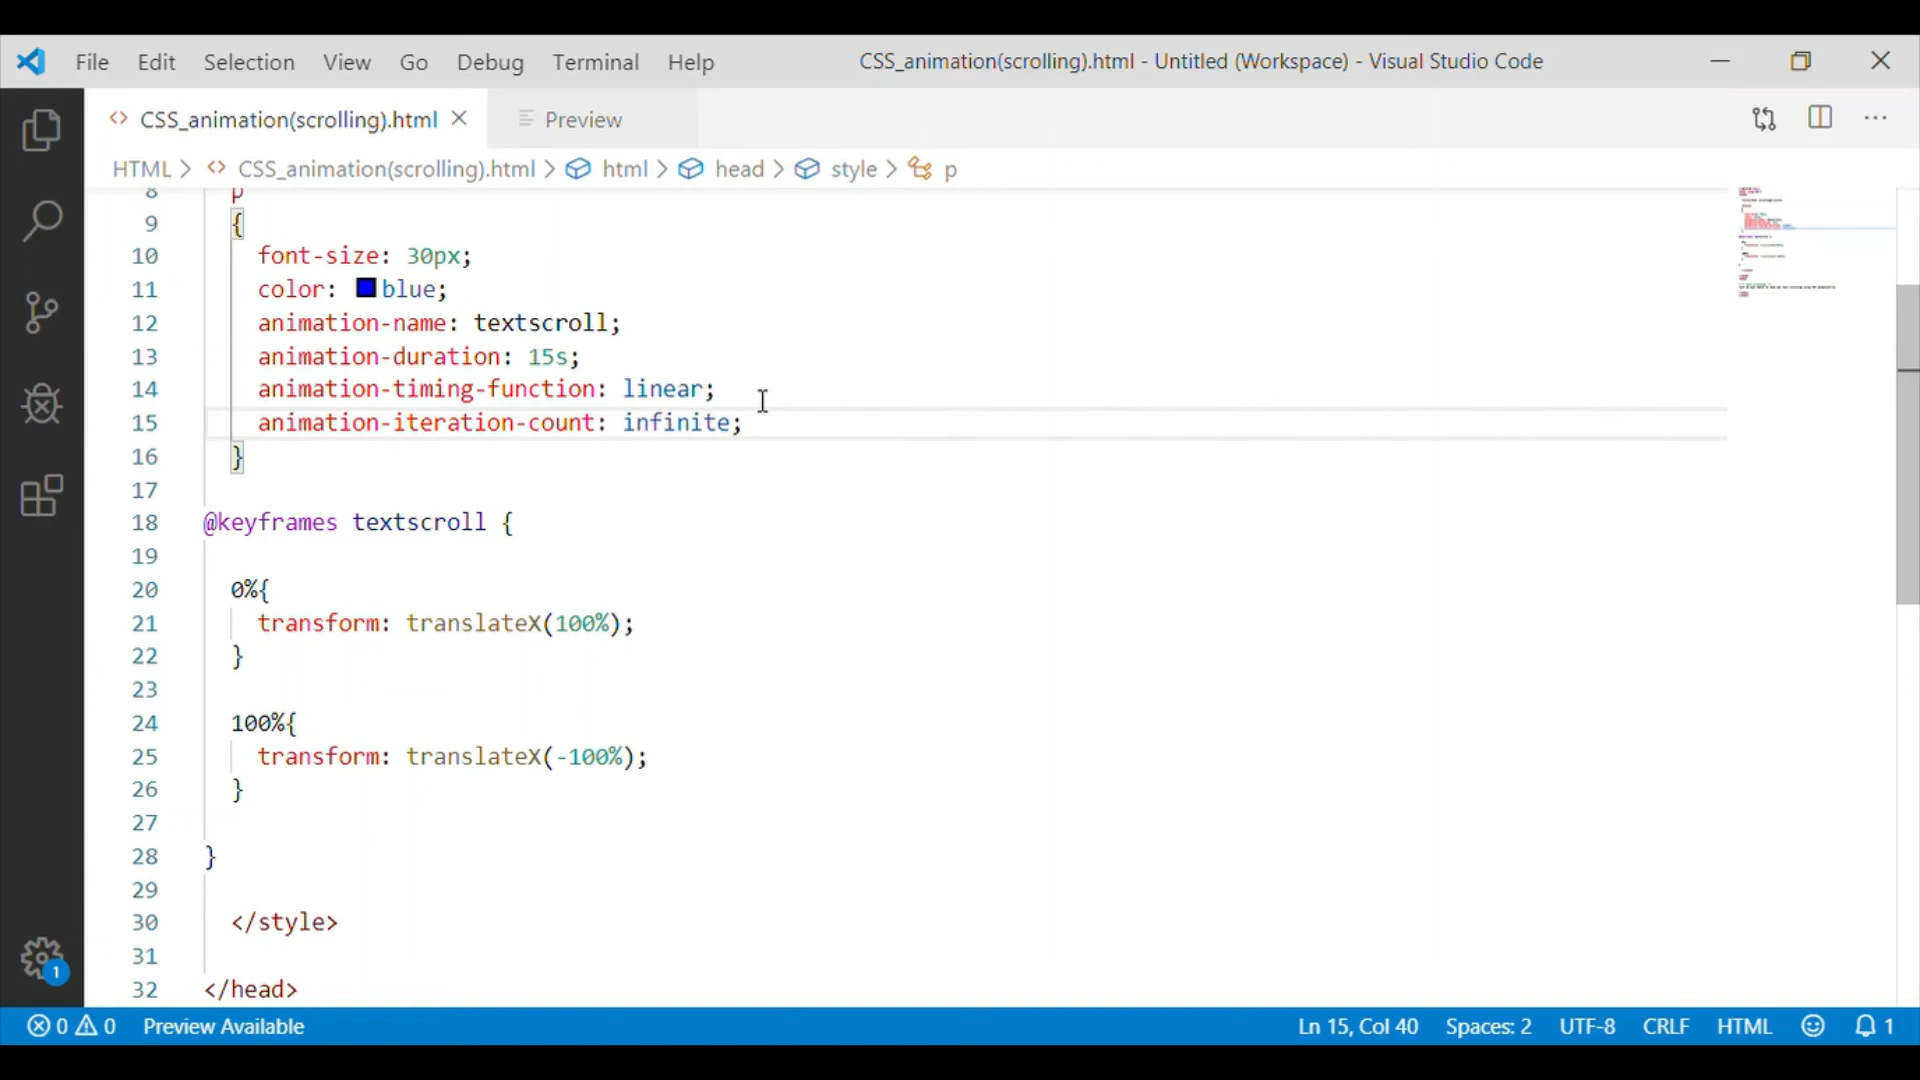 File Edit Selection View Go Debug Terminal Help CSS_animation(scrolling).html - Untitled (Workspace) - Visual Studio Code
CSS_animation(scrolling).html Preview
HTML > CSS_animation(scrolling).html > html > head > style > p
8 p
9 {
10 font-size: 30px;
11 color: blue;
12 animation-name: textscroll;
13 animation-duration: 15s;
14 animation-timing-function: linear;
15 animation-iteration-count: infinite;
16 }
17
18 @keyframes textscroll {
19
20 0%{
21 transform: translateX(100%);
22 }
23
24 100%{
25 transform: translateX(-100%);
26 }
27
28 }
29
30 </style>
31
32 </head>
1
0 0 Preview Available Ln 15, Col 40 Spaces: 2 UTF-8 CRLF HTML 1